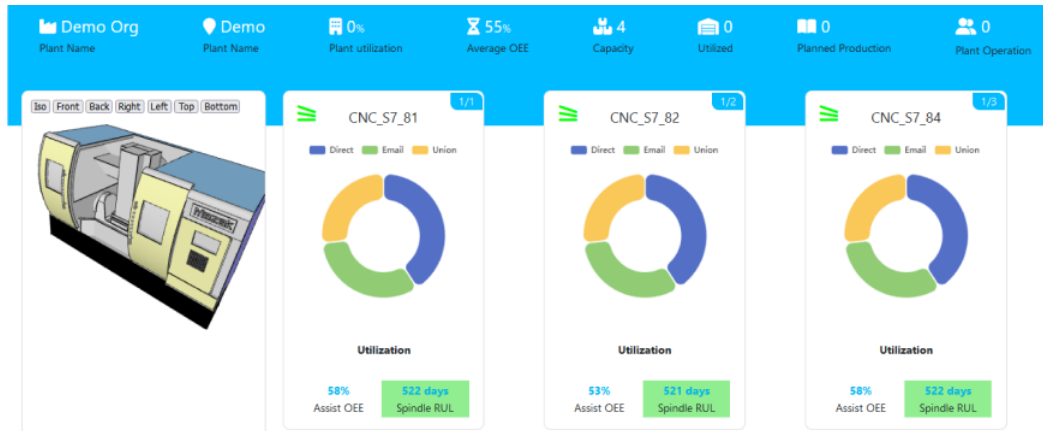 Demo Org
Plant Name
Demo
Plant Name
0%
Plant utilization
55%
Average OEE
4
Capacity
0
Utilized
0
Planned Production
0
Plant Operation
Iso Front Back Right Left Top Bottom
1/1
CNC_S7_81
Direct Email Union
Utilization
58%
Assist OEE
522 days
Spindle RUL
1/2
CNC_S7_82
Direct Email Union
Utilization
53%
Assist OEE
521 days
Spindle RUL
1/3
CNC_S7_84
Direct Email Union
Utilization
58%
Assist OEE
522 days
Spindle RUL